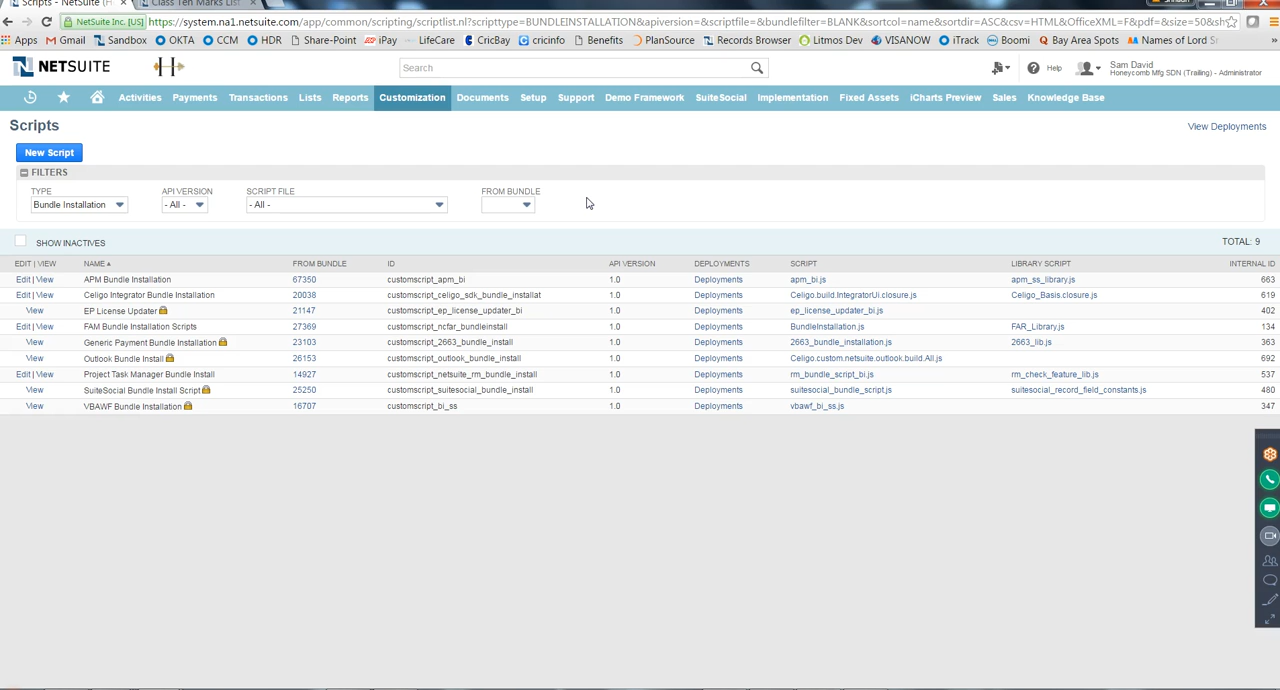 Scripts - NetSuite (H × Class Ten Marks List ×
NetSuite Inc. [US] https://system.na1.netsuite.com/app/common/scripting/scriptlist.nl?scripttype=BUNDLEINSTALLATION&apiversion=&scriptfile=&bundlefilter=BLANK&sortcol=name&sortdir=ASC&csv=HTML&OfficeXML=F&pdf=&size=50&sh
Apps Gmail Sandbox OKTA CCM HDR Share-Point iPay LifeCare CricBay cignior Benefits PlanSource Records Browser Litmos Dev VISANOW iTrack Boomi Bay Area Spots Names of Lord S »
NETSUITE H Search Help Sam David
Honeycomb Mfg SDN (Trailing) - Administrator
Activities Payments Transactions Lists Reports Customization Documents Setup Support Demo Framework SuiteSocial Implementation Fixed Assets iCharts Preview Sales Knowledge Base
Scripts View Deployments
New Script
FILTERS
TYPE API VERSION SCRIPT FILE FROM BUNDLE
Bundle Installation - All - - All -
SHOW INACTIVES TOTAL: 9
EDIT | VIEW NAME ▲ FROM BUNDLE ID API VERSION DEPLOYMENTS SCRIPT LIBRARY SCRIPT INTERNAL ID
Edit | View APM Bundle Installation 67350 customscript_apm_bi 1.0 Deployments apm_bi.js apm_ss_library.js 663
Edit | View Celigo Integrator Bundle Installation 20038 customscript_celigo_sdk_bundle_installat 1.0 Deployments Celigo.build.IntegratorUi.closure.js Celigo_Basis.closure.js 619
View EP License Updater 21147 customscript_ep_license_updater_bi 1.0 Deployments ep_license_updater_bi.js 402
Edit | View FAM Bundle Installation Scripts 27369 customscript_ncfar_bundleinstall 1.0 Deployments BundleInstallation.js FAR_Library.js 134
View Generic Payment Bundle Installation 23103 customscript_2663_bundle_install 1.0 Deployments 2663_bundle_installation.js 2663_lib.js 363
View Outlook Bundle Install 26153 customscript_outlook_bundle_install 1.0 Deployments Celigo.custom.netsuite.outlook.build.All.js 692
Edit | View Project Task Manager Bundle Install 14927 customscript_netsuite_rm_bundle_install 1.0 Deployments rm_bundle_script_bi.js rm_check_feature_lib.js 537
View SuiteSocial Bundle Install Script 25250 customscript_suitesocial_bundle_install 1.0 Deployments suitesocial_bundle_script.js suitesocial_record_field_constants.js 480
View VBAWF Bundle Installation 16707 customscript_bi_ss 1.0 Deployments vbawf_bi_ss.js 347